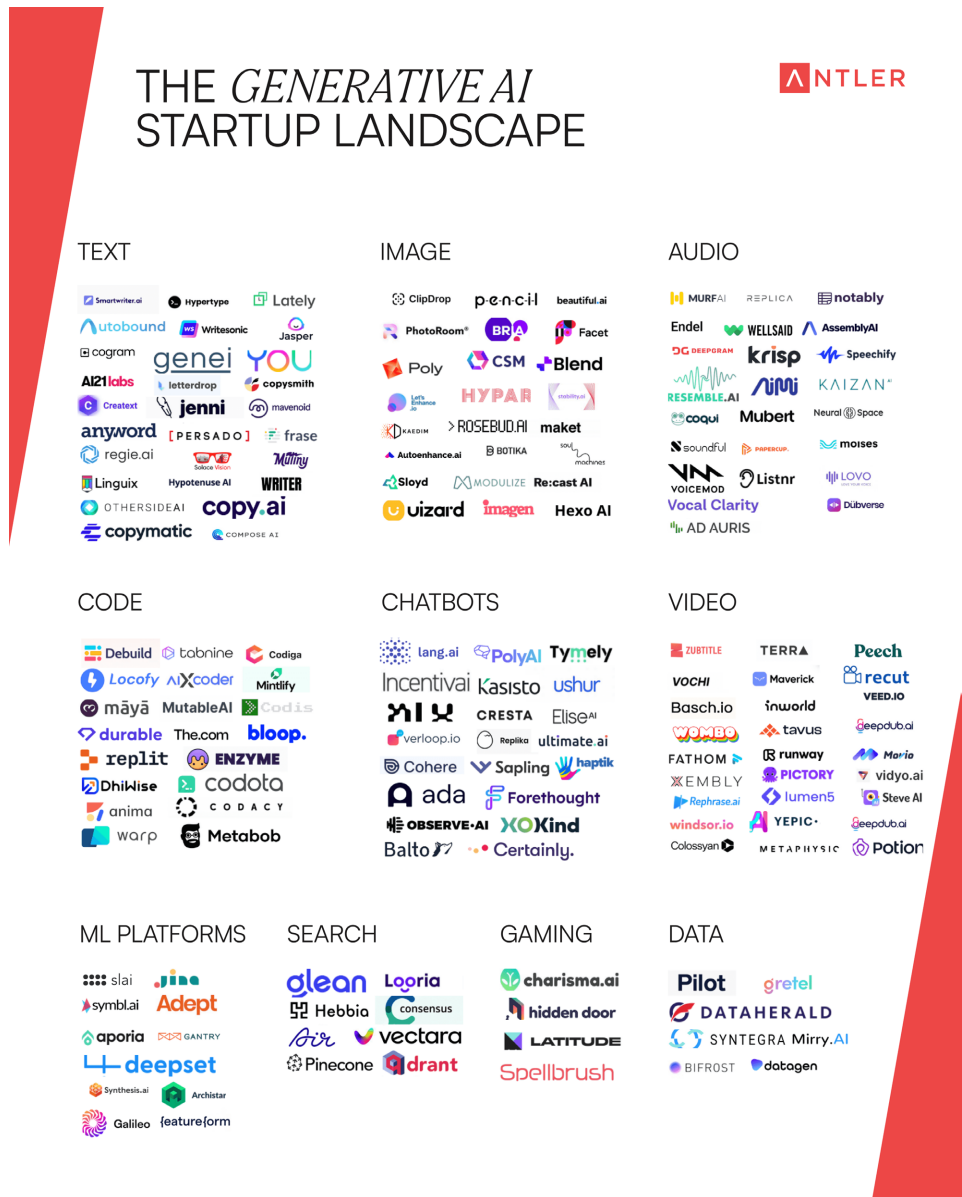 THE GENERATIVE AI
STARTUP LANDSCAPE
ANTLER
TEXT
Smartwriter.ai Hypertype Lately
Autobound Writesonic Jasper
cogram genei YOU
AI21labs letterdrop copysmith
Creatext jenni mavenoid
anyword [PERSADO] frase
regie.ai Solace Vision Mutiny
Linguix Hypotenuse AI WRITER
OTHERSIDEAI copy.ai
copymatic COMPOSE AI
IMAGE
ClipDrop p·e·n·c·i·l beautiful.ai
PhotoRoom® BRIA Facet
Poly CSM Blend
Let's Enhance.io HYPAR stability.ai
KAEDIM >ROSEBUD.AI maket
Autoenhance.ai BOTIKA soul machines
Sloyd MODULIZE Re:cast AI
uizard imagen Hexo AI
AUDIO
MURFAI REPLICA notably
Endel WELLSAID AssemblyAI
DEEPGRAM krisp Speechify
RESEMBLE.AI AiMi KAIZAN
coqui Mubert Neural Space
soundful PAPERCUP. moises
VOICEMOD Listnr LOVO
Vocal Clarity Dübverse
AD AURIS
CODE
Debuild tabnine Codiga
Locofy AIXcoder Mintlify
māyā MutableAI Codis
durable The.com bloop.
replit ENZYME
DhiWise codota
anima CODACY
warp Metabob
CHATBOTS
lang.ai PolyAI Tymely
Incentivai Kasisto ushur
NIX CRESTA EliseAI
verloop.io Replika ultimate.ai
Cohere Sapling haptik
ada Forethought
OBSERVE·AI XOKind
Balto Certainly.
VIDEO
ZUBTITLE TERRA Peech
VOCHI Maverick recut
Basch.io inworld VEED.IO
WOMBO tavus deepdub.ai
FATHOM runway Movio
XEMBLY PICTORY vidyo.ai
Rephrase.ai lumen5 Steve AI
windsor.io YEPIC· deepdub.ai
Colossyan METAPHYSIC Potion
ML PLATFORMS
slai jina
symbl.ai Adept
aporia GANTRY
deepset
Synthesis.ai Archistar
Galileo {eature{orm
SEARCH
glean Looria
Hebbia consensus
Air vectara
Pinecone qdrant
GAMING
charisma.ai
hidden door
LATITUDE
Spellbrush
DATA
Pilot gretel
DATAHERALD
SYNTEGRA Mirry.AI
BIFROST datagen